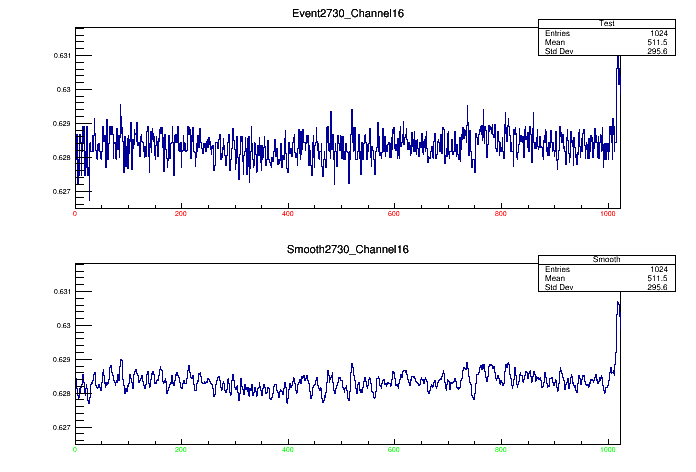 Event2730_Channel16
Test
Entries 1024
Mean 511.5
Std Dev 295.6
0.631
0.63
0.629
0.628
0.627
0 200 400 600 800 1000
Smooth2730_Channel16
Smooth
Entries 1024
Mean 511.5
Std Dev 295.6
0.631
0.63
0.629
0.628
0.627
0 200 400 600 800 1000